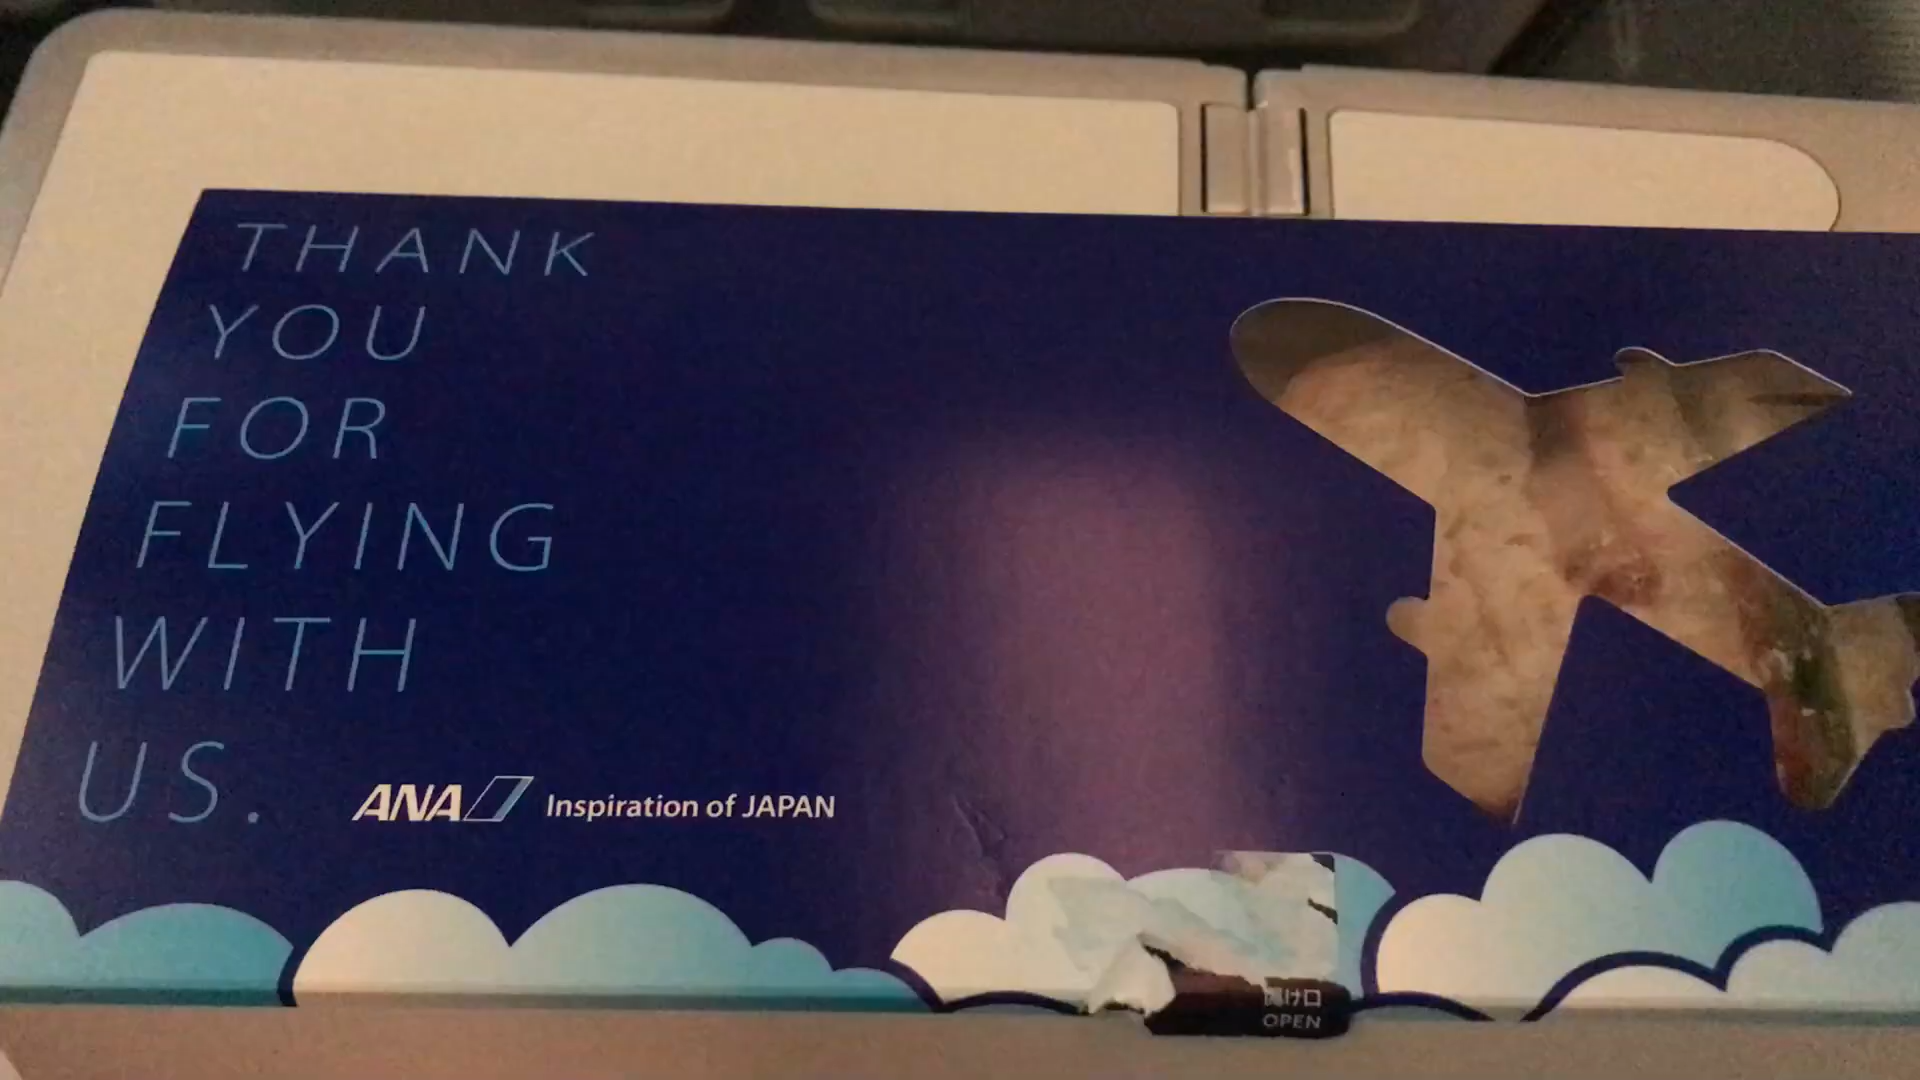 THANK
YOU
FOR
FLYING
WITH
US.
ANA Inspiration of JAPAN
開け口
OPEN